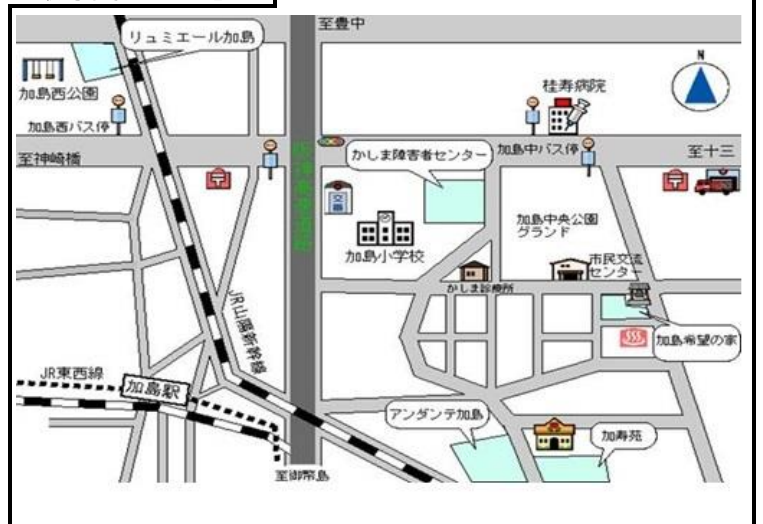 至豊中
リュミエール加島
N
桂寿病院
加島西公園
加島西バス停
至神崎橋
かしま障害者センター
加島中バス停
至十三
加島小学校
加島中央公園
グランド
市民交流
センター
かしま診療所
JR山陽新幹線
加島希望の家
JR東西線
加島駅
アンダンテ加島
加寿苑
至御幣島